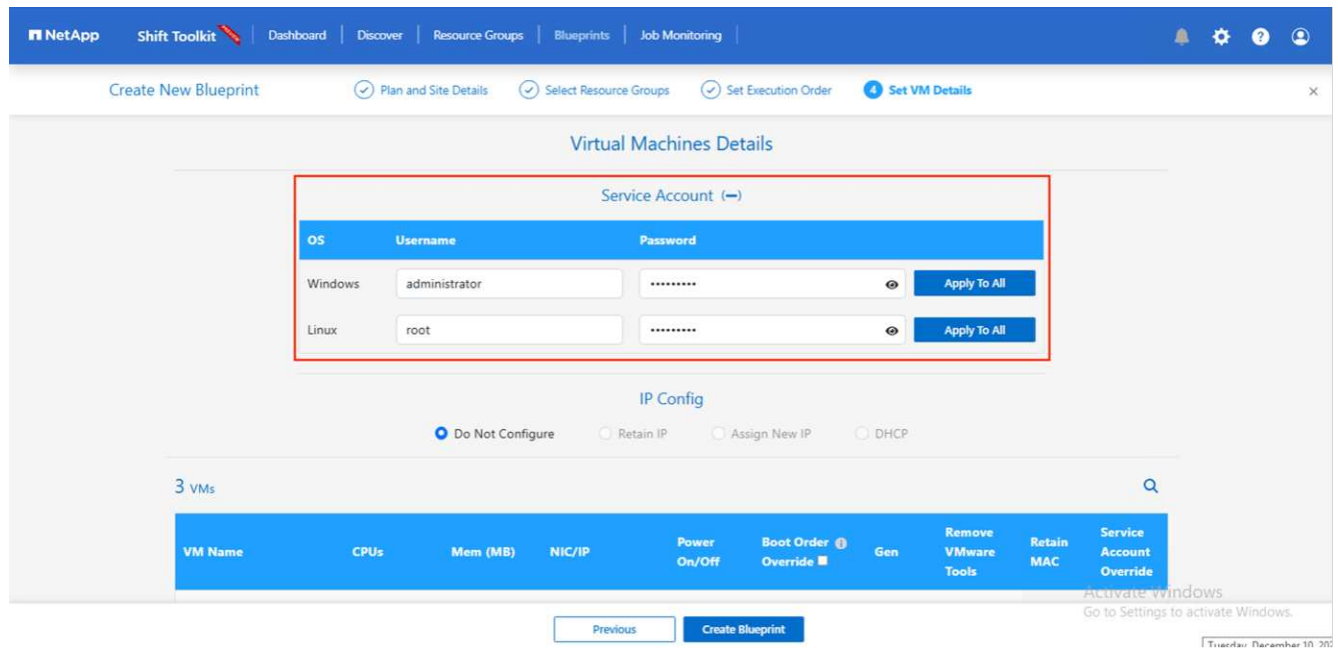 NetApp Shift Toolkit Dashboard Discover Resource Groups Blueprints Job Monitoring
Create New Blueprint Plan and Site Details Select Resource Groups Set Execution Order 4 Set VM Details
Virtual Machines Details
Service Account (−)
OS Username Password
Windows administrator ••••••••• Apply To All
Linux root ••••••••• Apply To All
IP Config
Do Not Configure Retain IP Assign New IP DHCP
3 VMs
VM Name CPUs Mem (MB) NIC/IP Power On/Off Boot Order Override Gen Remove VMware Tools Retain MAC Service Account Override
Activate Windows
Go to Settings to activate Windows.
Previous Create Blueprint
Tuesday, December 10,